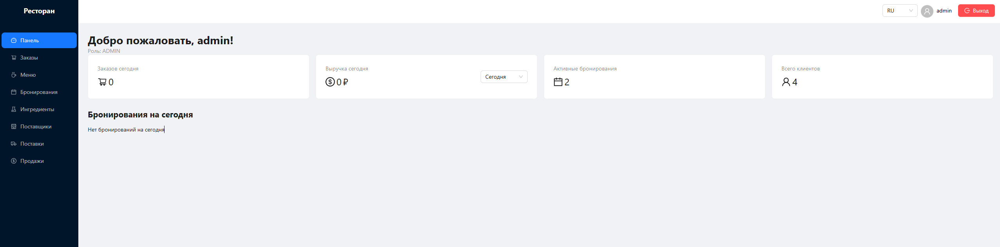 Ресторан
RU
admin
Выход
Панель
Заказы
Меню
Бронирования
Ингредиенты
Поставщики
Поставки
Продажи
Добро пожаловать, admin!
Роль: ADMIN
Заказов сегодня
0
Выручка сегодня
0 ₽
Сегодня
Активные бронирования
2
Всего клиентов
4
Бронирования на сегодня
Нет бронирований на сегодня